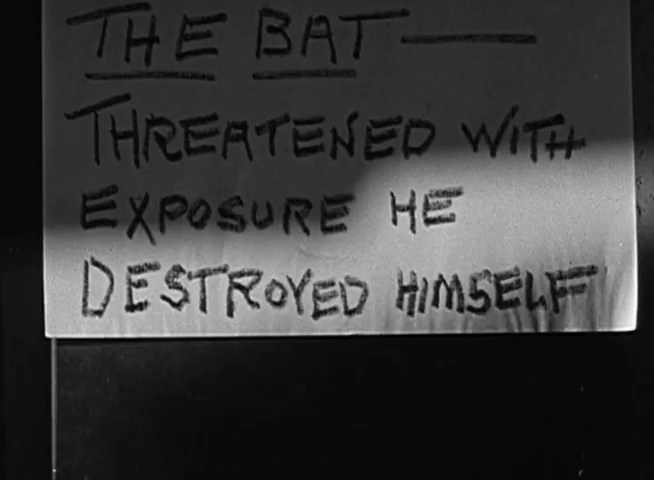 THE BAT —
THREATENED WITH
EXPOSURE HE
DESTROYED HIMSELF